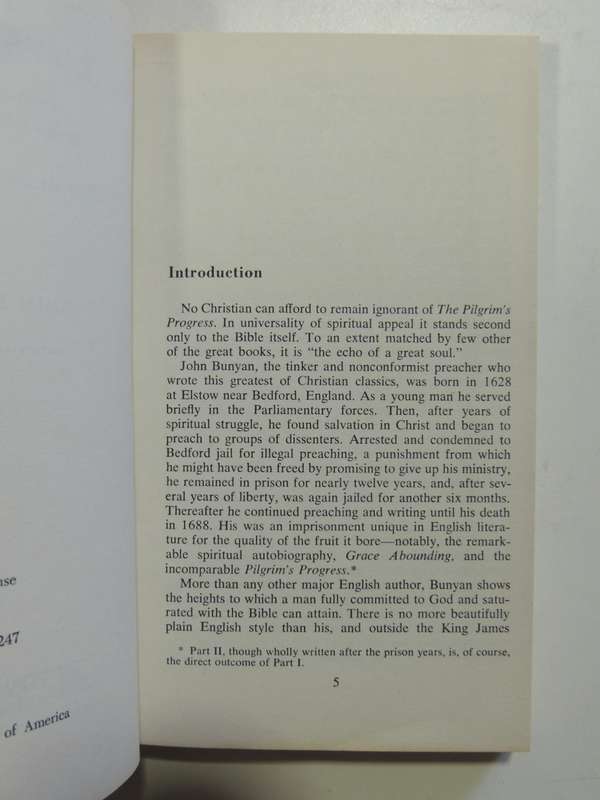 nse
247
of America
Introduction
No Christian can afford to remain ignorant of The Pilgrim's
Progress. In universality of spiritual appeal it stands second
only to the Bible itself. To an extent matched by few other
of the great books, it is “the echo of a great soul.”
John Bunyan, the tinker and nonconformist preacher who
wrote this greatest of Christian classics, was born in 1628
at Elstow near Bedford, England. As a young man he served
briefly in the Parliamentary forces. Then, after years of
spiritual struggle, he found salvation in Christ and began to
preach to groups of dissenters. Arrested and condemned to
Bedford jail for illegal preaching, a punishment from which
he might have been freed by promising to give up his ministry,
he remained in prison for nearly twelve years, and, after sev-
eral years of liberty, was again jailed for another six months.
Thereafter he continued preaching and writing until his death
in 1688. His was an imprisonment unique in English litera-
ture for the quality of the fruit it bore—notably, the remark-
able spiritual autobiography, Grace Abounding, and the
incomparable Pilgrim's Progress.*
More than any other major English author, Bunyan shows
the heights to which a man fully committed to God and satu-
rated with the Bible can attain. There is no more beautifully
plain English style than his, and outside the King James
* Part II, though wholly written after the prison years, is, of course,
the direct outcome of Part I.
5